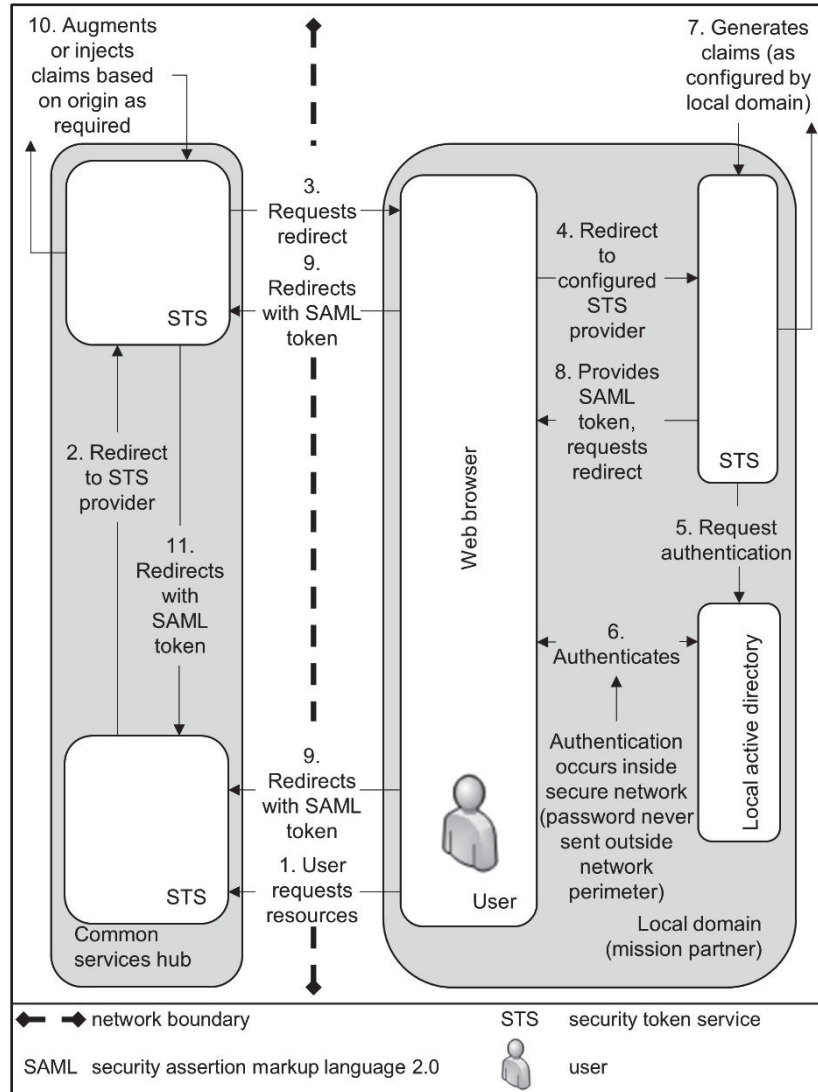 10. Augments
or injects
claims based
on origin as
required
7. Generates
claims (as
configured by
local domain)
3.
Requests
redirect
9.
Redirects
with SAML
token
STS
4. Redirect
to
configured
STS
provider
8. Provides
SAML
token,
requests
redirect
STS
2. Redirect
to STS
provider
11.
Redirects
with
SAML
token
Web browser
5. Request
authentication
6.
Authenticates
Local active directory
Authentication
occurs inside
secure network
(password never
sent outside
network
perimeter)
9.
Redirects
with SAML
token
1. User
requests
resources
STS
User
Common
services hub
Local domain
(mission partner)
network boundary
STS security token service
SAML security assertion markup language 2.0
user